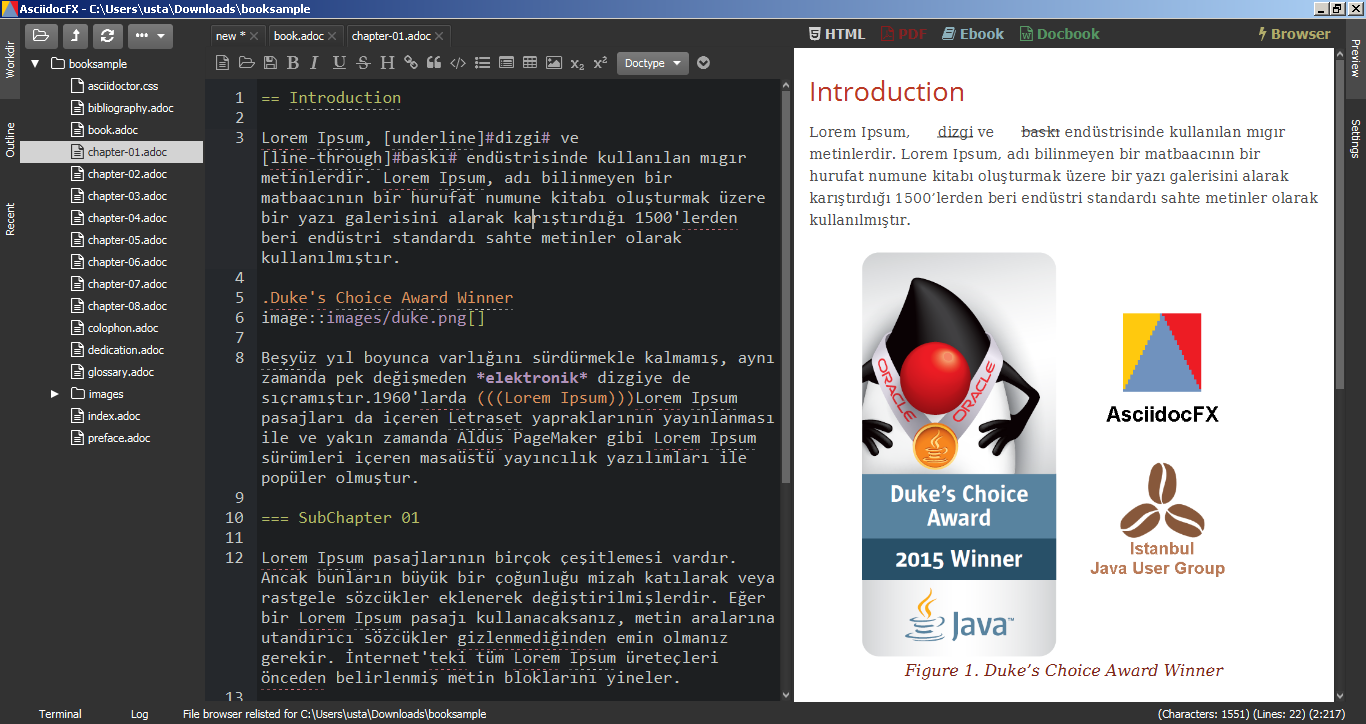 AsciidocFX - C:\Users\usta\Downloads\booksample
Workdir
Outline
Recent
booksample
asciidoctor.css
bibliography.adoc
book.adoc
chapter-01.adoc
chapter-02.adoc
chapter-03.adoc
chapter-04.adoc
chapter-05.adoc
chapter-06.adoc
chapter-07.adoc
chapter-08.adoc
colophon.adoc
dedication.adoc
glossary.adoc
images
index.adoc
preface.adoc
new *
book.adoc
chapter-01.adoc
B I U S H x₂ x² Doctype
1 == Introduction
2
3 Lorem Ipsum, [underline]#dizgi# ve
[line-through]#baskı# endüstrisinde kullanılan mıgır
metinlerdir. Lorem Ipsum, adı bilinmeyen bir
matbaacının bir hurufat numune kitabı oluşturmak üzere
bir yazı galerisini alarak karıştırdığı 1500'lerden
beri endüstri standardı sahte metinler olarak
kullanılmıştır.
4
5 .Duke's Choice Award Winner
6 image::images/duke.png[]
7
8 Beşyüz yıl boyunca varlığını sürdürmekle kalmamış, aynı
zamanda pek değişmeden *elektronik* dizgiye de
sıçramıştır.1960'larda (((Lorem Ipsum)))Lorem Ipsum
pasajları da içeren Letraset yapraklarının yayınlanması
ile ve yakın zamanda Aldus PageMaker gibi Lorem Ipsum
sürümleri içeren masaüstü yayıncılık yazılımları ile
popüler olmuştur.
9
10 === SubChapter 01
11
12 Lorem Ipsum pasajlarının birçok çeşitlemesi vardır.
Ancak bunların büyük bir çoğunluğu mizah katılarak veya
rastgele sözcükler eklenerek değiştirilmişlerdir. Eğer
bir Lorem Ipsum pasajı kullanacaksanız, metin aralarına
utandırıcı sözcükler gizlenmediğinden emin olmanız
gerekir. İnternet'teki tüm Lorem Ipsum üreteçleri
önceden belirlenmiş metin bloklarını yineler.
13
HTML PDF Ebook Docbook Browser
Preview
Settings
Introduction
Lorem Ipsum, dizgi ve baskı endüstrisinde kullanılan mıgır
metinlerdir. Lorem Ipsum, adı bilinmeyen bir matbaacının bir
hurufat numune kitabı oluşturmak üzere bir yazı galerisini alarak
karıştırdığı 1500’lerden beri endüstri standardı sahte metinler olarak
kullanılmıştır.
ORACLE ORACLE
Duke’s Choice
Award
2015 Winner
Java™
AsciidocFX
Istanbul
Java User Group
Figure 1. Duke’s Choice Award Winner
Terminal Log File browser relisted for C:\Users\usta\Downloads\booksample (Characters: 1551) (Lines: 22) (2:217)